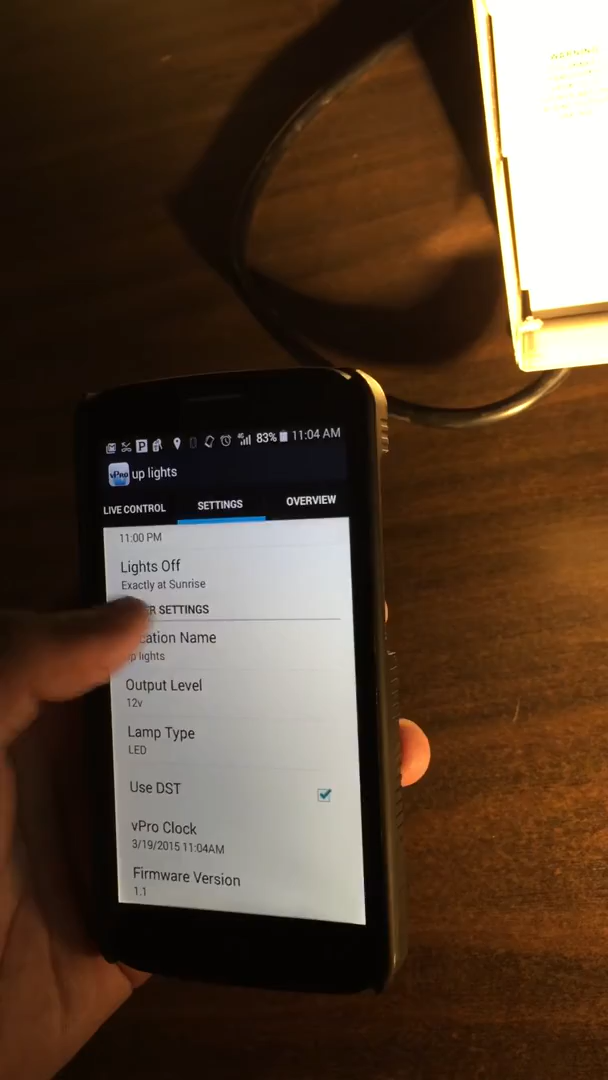 WARNING
83% 11:04 AM
vPro up lights
LIVE CONTROL SETTINGS OVERVIEW
11:00 PM
Lights Off
Exactly at Sunrise
SETTINGS
Name
lights
Output Level
12v
Lamp Type
LED
Use DST
vPro Clock
3/19/2015 11:04AM
Firmware Version
1.1